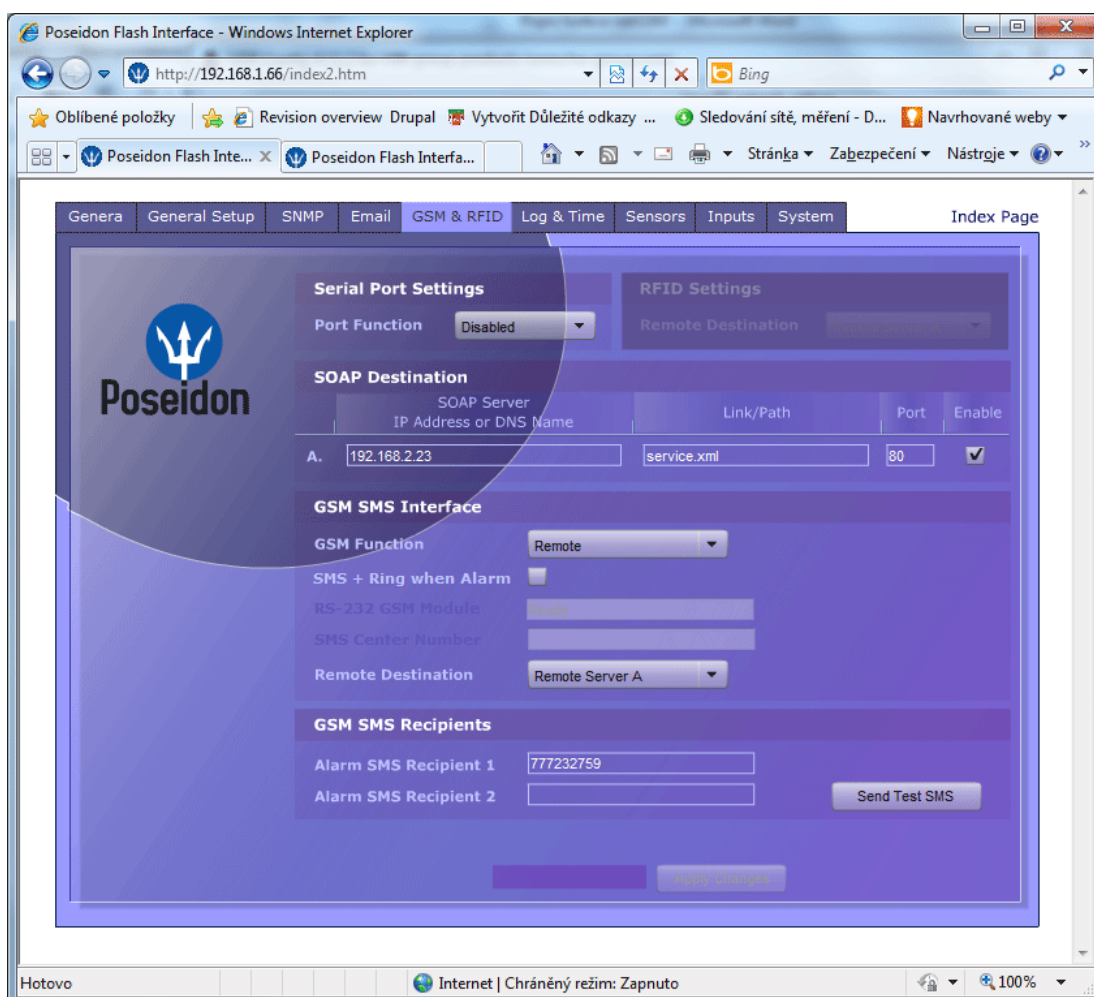 Poseidon Flash Interface - Windows Internet Explorer
http://192.168.1.66/index2.htm
Bing
Oblíbené položky Revision overview Drupal Vytvořit Důležité odkazy ... Sledování sítě, měření - D... Navrhované weby
Poseidon Flash Inte... X Poseidon Flash Interfa... Stránka Zabezpečení Nástroje
Genera General Setup SNMP Email GSM & RFID Log & Time Sensors Inputs System Index Page
Serial Port Settings RFID Settings
Port Function Disabled Remote Destination
Poseidon
SOAP Destination
SOAP Server
IP Address or DNS Name Link/Path Port Enable
A. 192.168.2.23 service.xml 80
GSM SMS Interface
GSM Function Remote
SMS + Ring when Alarm
RS-232 GSM Module
SMS Center Number
Remote Destination Remote Server A
GSM SMS Recipients
Alarm SMS Recipient 1 777232759
Alarm SMS Recipient 2 Send Test SMS
Apply Changes
Hotovo Internet | Chráněný režim: Zapnuto 100%